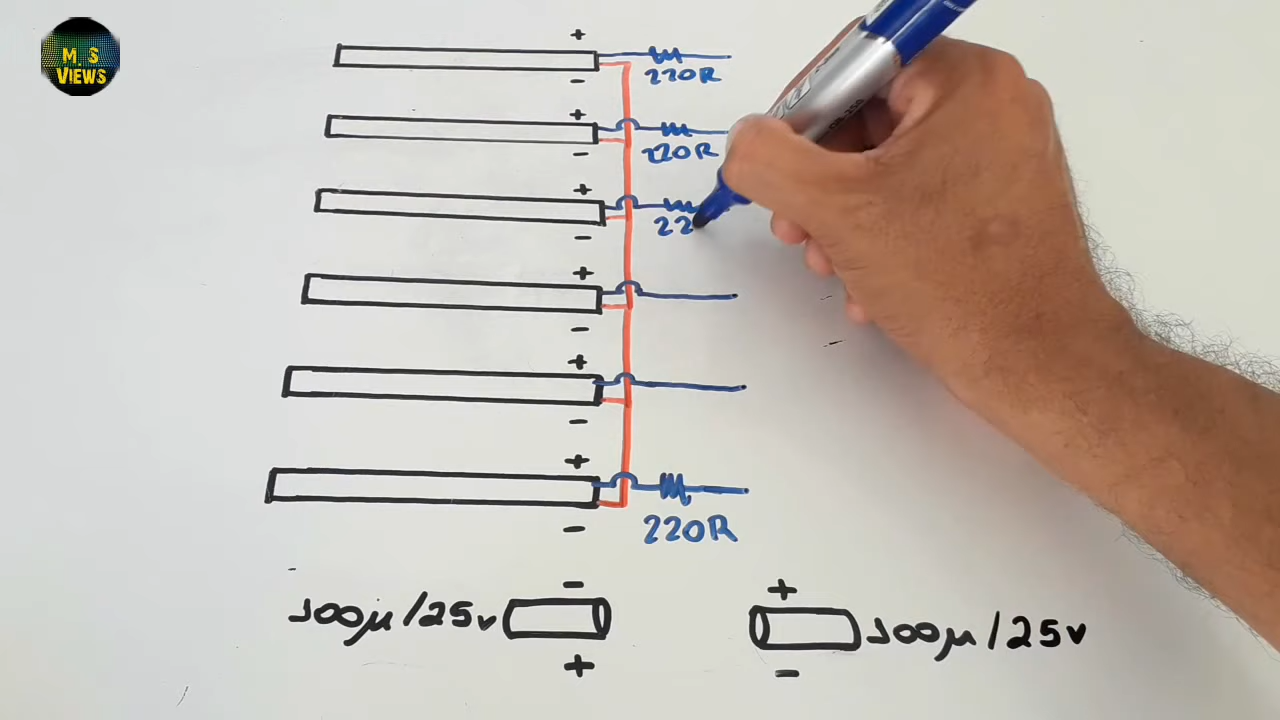 M.S
VIEWS
+
220R
-
+
220R
-
+
22
-
+
-
+
-
+
-
220R
-
+
100µ/25v
+
100µ/25v
-